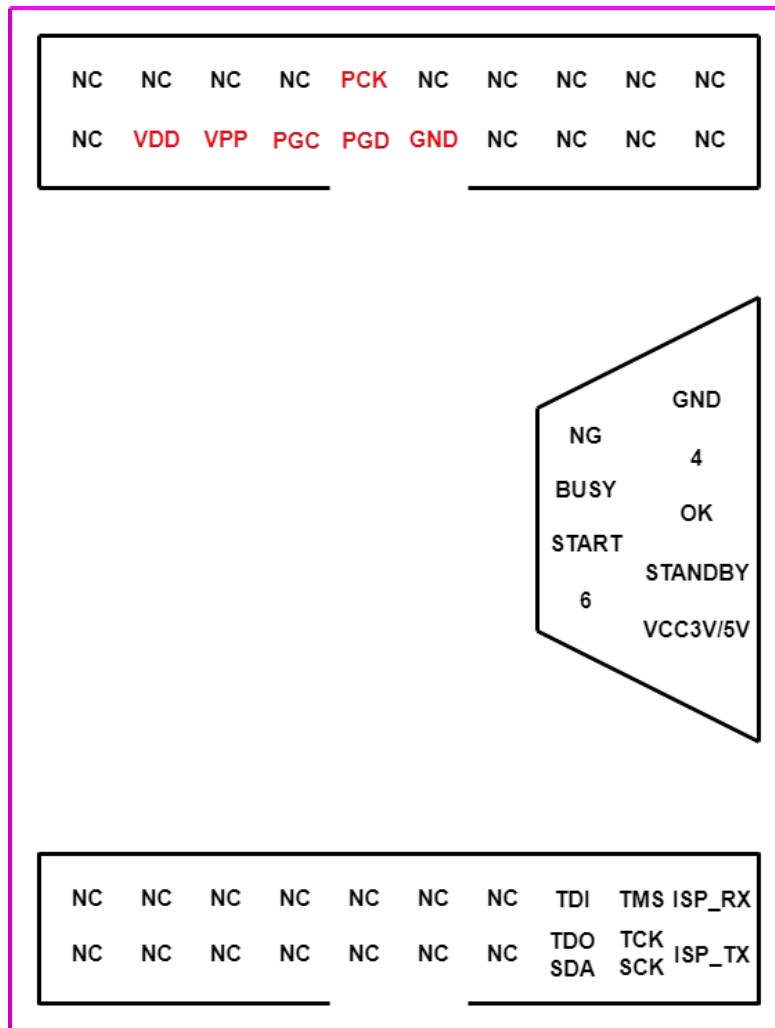 NC NC NC NC PCK NC NC NC NC NC
NC VDD VPP PGC PGD GND NC NC NC NC
GND
NG
4
BUSY
OK
START
STANDBY
6
VCC3V/5V
NC NC NC NC NC NC NC TDI TMS ISP_RX
NC NC NC NC NC NC NC TDO TCK ISP_TX
SDA SCK